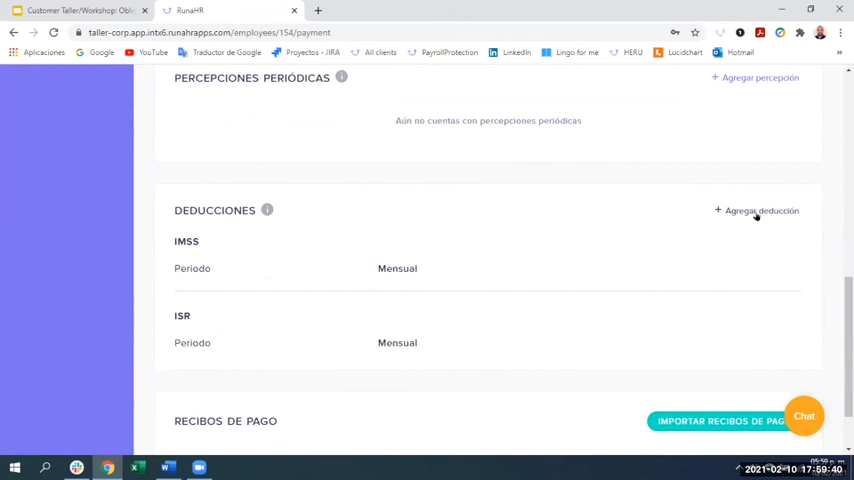 Customer Taller/Workshop: Oblig
RunaHR
taller-corp.app.intx6.runahrapps.com/employees/154/payment
Aplicaciones
Google
YouTube
Traductor de Google
Proyectos - JIRA
All clients
PayrollProtection
LinkedIn
Lingo for me
HERU
Lucidchart
Hotmail
PERCEPCIONES PERIÓDICAS
+ Agregar percepción
Aún no cuentas con percepciones periódicas
DEDUCCIONES
+ Agregar deducción
IMSS
Periodo Mensual
ISR
Periodo Mensual
RECIBOS DE PAGO
IMPORTAR RECIBOS DE PAG
Chat
2021-02-10 17:59:40